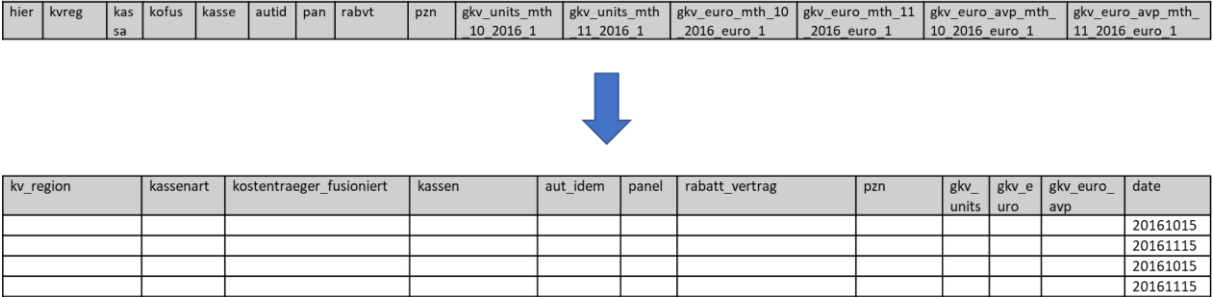 hier kvreg kas kofus kasse autid pan rabvt pzn gkv_units_mth gkv_units_mth gkv_euro_mth_10 gkv_euro_mth_11 gkv_euro_avp_mth_ gkv_euro_avp_mth_
sa _10_2016_1 _11_2016_1 _2016_euro_1 _2016_euro_1 10_2016_euro_1 11_2016_euro_1
kv_region kassenart kostentraeger_fusioniert kassen aut_idem panel rabatt_vertrag pzn gkv_ gkv_e gkv_euro_ date
units uro avp
20161015
20161115
20161015
20161115